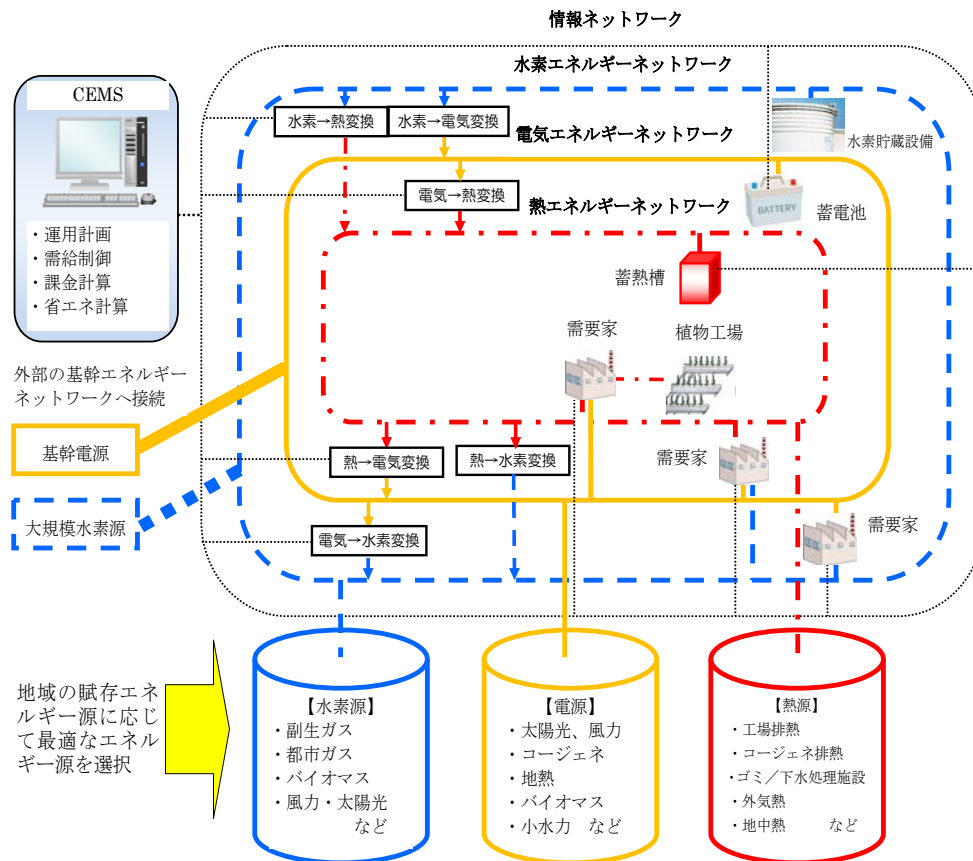 情報ネットワーク
水素エネルギーネットワーク
CEMS
水素→熱変換
水素→電気変換
電気エネルギーネットワーク
水素貯蔵設備
電気→熱変換
BATTERY
蓄電池
熱エネルギーネットワーク
・運用計画
・需給制御
・課金計算
・省エネ計算
蓄熱槽
需要家
植物工場
外部の基幹エネルギー
ネットワークへ接続
基幹電源
熱→電気変換
熱→水素変換
需要家
大規模水素源
電気→水素変換
需要家
地域の賦存エネ
ルギー源に応じ
て最適なエネル
ギー源を選択
【水素源】
・副生ガス
・都市ガス
・バイオマス
・風力・太陽光
など
【電源】
・太陽光、風力
・コージェネ
・地熱
・バイオマス
・小水力 など
【熱源】
・工場排熱
・コージェネ排熱
・ゴミ／下水処理施設
・外気熱
・地中熱 など